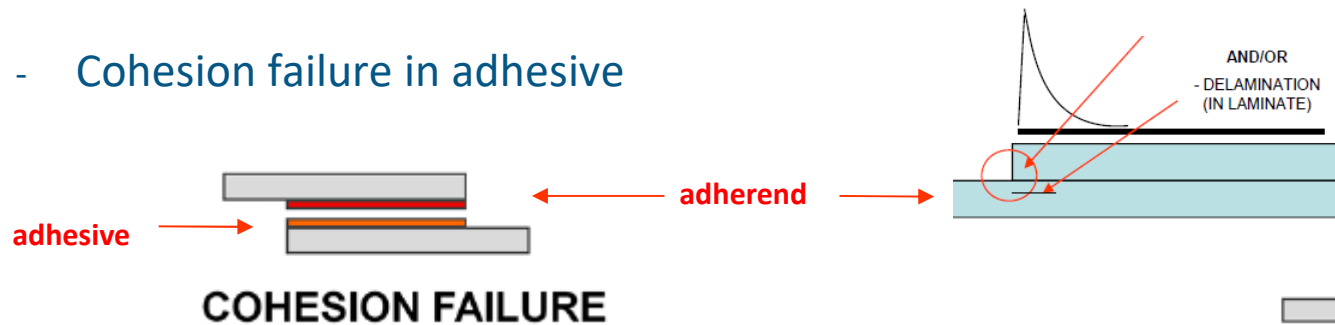 - Cohesion failure in adhesive
AND/OR
- DELAMINATION
(IN LAMINATE)
adherend
adhesive
COHESION FAILURE